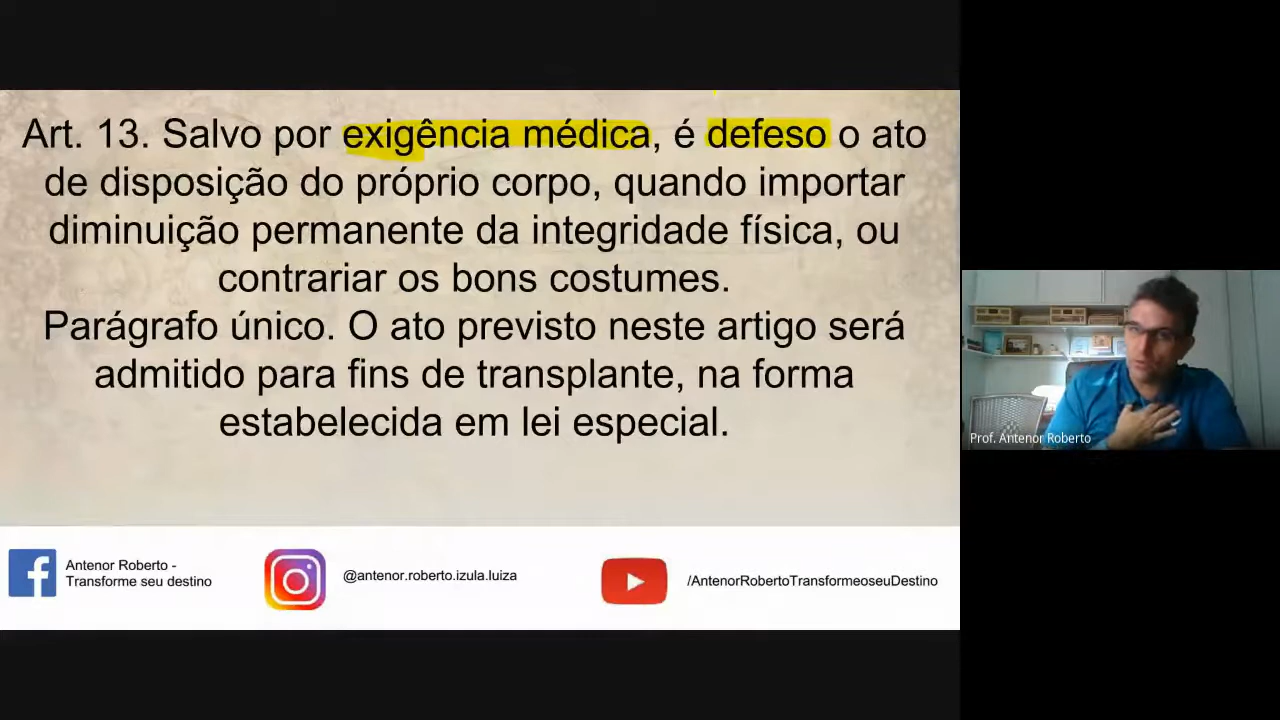 Art. 13. Salvo por exigência médica, é defeso o ato
de disposição do próprio corpo, quando importar
diminuição permanente da integridade física, ou
contrariar os bons costumes.
Parágrafo único. O ato previsto neste artigo será
admitido para fins de transplante, na forma
estabelecida em lei especial.
Prof. Antenor Roberto
Antenor Roberto -
Transforme seu destino
@antenor.roberto.izula.luiza
/AntenorRobertoTransformeoseuDestino